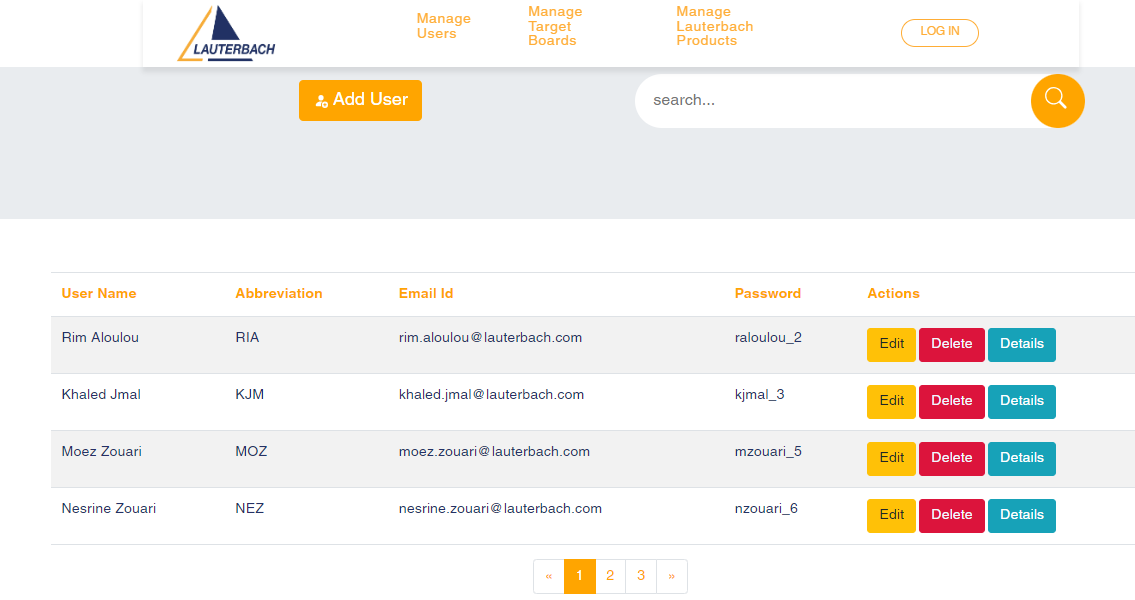 LAUTERBACH
Manage
Users
Manage
Target
Boards
Manage
Lauterbach
Products
LOG IN
Add User
search...
User Name Abbreviation Email Id Password Actions
Rim Aloulou RIA rim.aloulou@lauterbach.com raloulou_2 Edit Delete Details
Khaled Jmal KJM khaled.jmal@lauterbach.com kjmal_3 Edit Delete Details
Moez Zouari MOZ moez.zouari@lauterbach.com mzouari_5 Edit Delete Details
Nesrine Zouari NEZ nesrine.zouari@lauterbach.com nzouari_6 Edit Delete Details
« 1 2 3 »